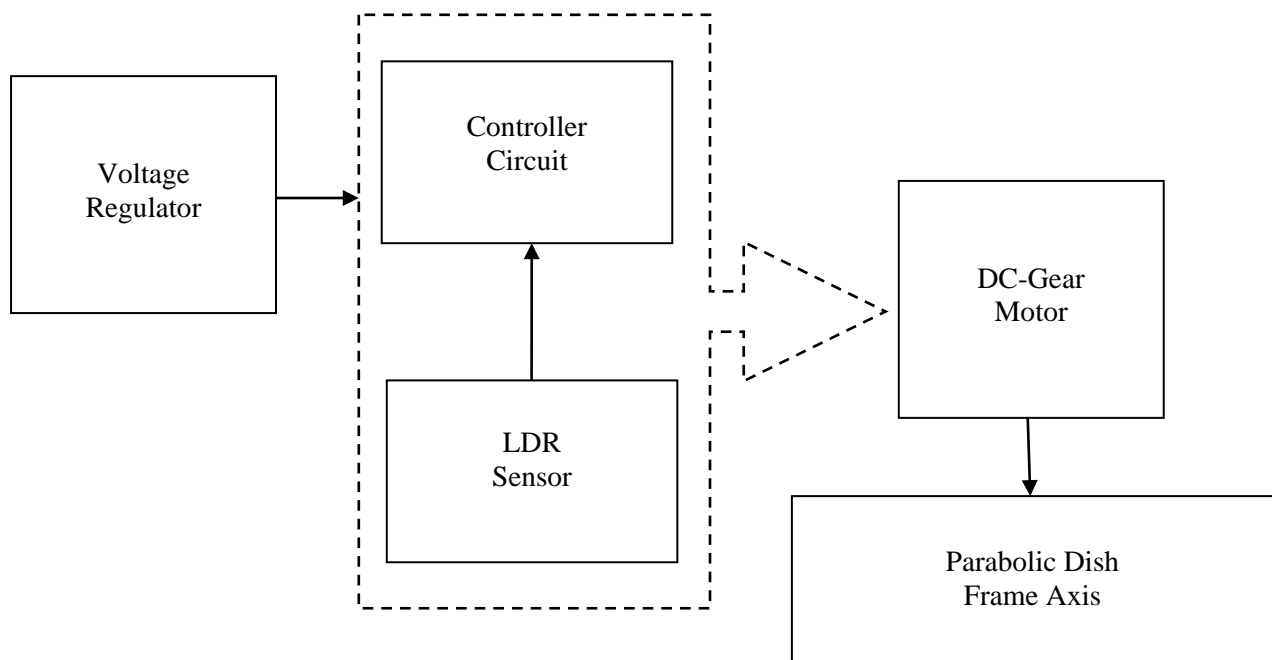 Voltage
Regulator
Controller
Circuit
LDR
Sensor
DC-Gear
Motor
Parabolic Dish
Frame Axis